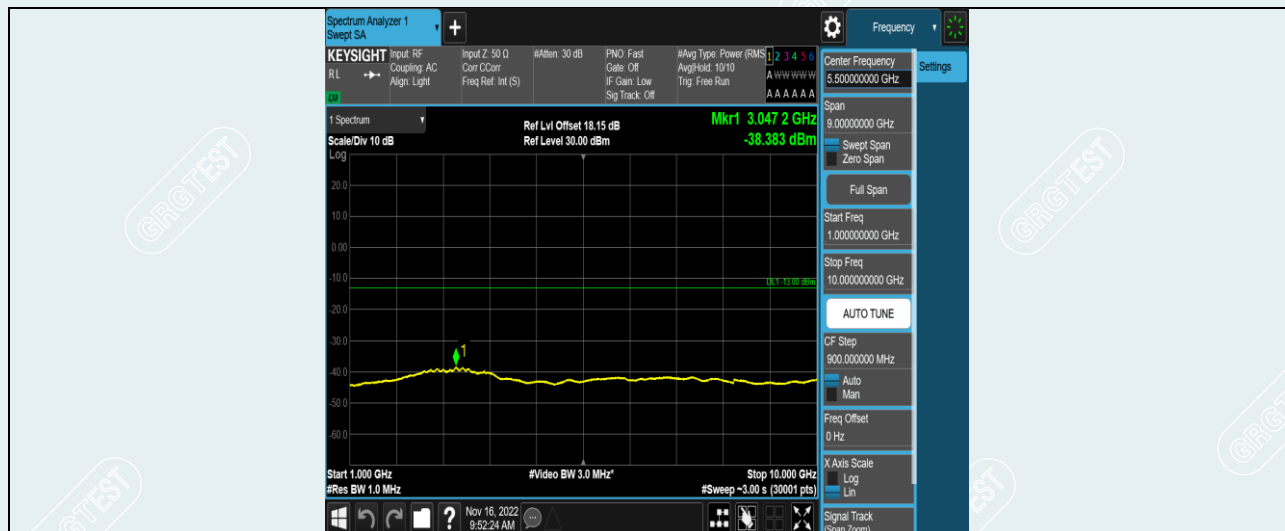 Spectrum Analyzer 1
Swept SA
+
Frequency
KEYSIGHT
RL
Input: RF
Coupling: AC
Align: Light
Input Z: 50 Ω
Corr CCorr
Freq Ref: Int (S)
#Atten: 30 dB
PNO: Fast
Gate: Off
IF Gain: Low
Sig Track: Off
#Avg Type: Power (RMS
Avg|Hold: 10/10
Trig: Free Run
1 2 3 4 5 6
A W W W W W
A A A A A A
1 Spectrum
Scale/Div 10 dB
Ref Lvl Offset 18.15 dB
Ref Level 30.00 dBm
Mkr1 3.047 2 GHz
-38.383 dBm
Log
20.0
10.0
0.00
-10.0
-20.0
-30.0
-40.0
-50.0
-60.0
DL1 -13.00 dBm
1
Start 1.000 GHz
#Res BW 1.0 MHz
#Video BW 3.0 MHz*
Stop 10.000 GHz
#Sweep ~3.00 s (30001 pts)
?
Nov 16, 2022
9:52:24 AM
Center Frequency
5.500000000 GHz
Settings
Span
9.00000000 GHz
Swept Span
Zero Span
Full Span
Start Freq
1.000000000 GHz
Stop Freq
10.000000000 GHz
AUTO TUNE
CF Step
900.000000 MHz
Auto
Man
Freq Offset
0 Hz
X Axis Scale
Log
Lin
Signal Track
(Span Zoom)
GRGTEST
GRGTEST